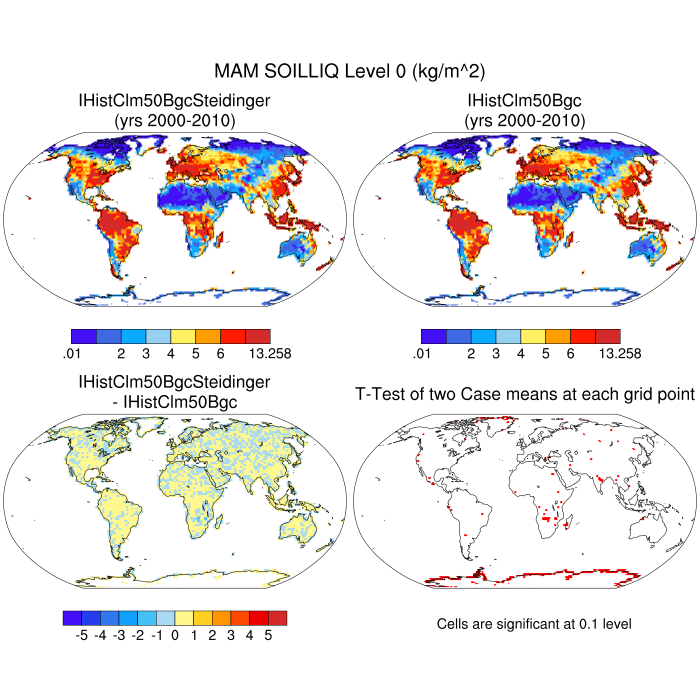 MAM SOILLIQ Level 0 (kg/m^2)
IHistClm50BgcSteidinger
(yrs 2000-2010)
IHistClm50Bgc
(yrs 2000-2010)
.01 2 3 4 5 6 13.258
.01 2 3 4 5 6 13.258
IHistClm50BgcSteidinger
- IHistClm50Bgc
T-Test of two Case means at each grid point
-5 -4 -3 -2 -1 0 1 2 3 4 5
Cells are significant at 0.1 level